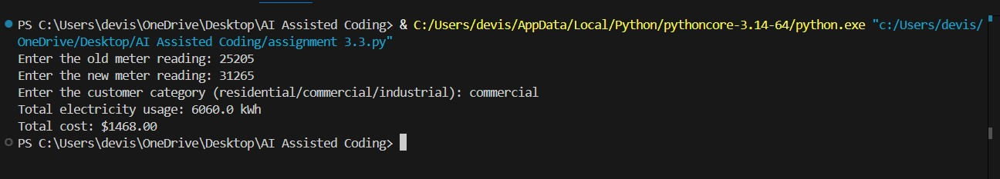 PS C:\Users\devis\OneDrive\Desktop\AI Assisted Coding> & C:/Users/devis/AppData/Local/Python/pythoncore-3.14-64/python.exe "c:/Users/devis/
OneDrive/Desktop/AI Assisted Coding/assignment 3.3.py"
Enter the old meter reading: 25205
Enter the new meter reading: 31265
Enter the customer category (residential/commercial/industrial): commercial
Total electricity usage: 6060.0 kWh
Total cost: $1468.00
PS C:\Users\devis\OneDrive\Desktop\AI Assisted Coding>